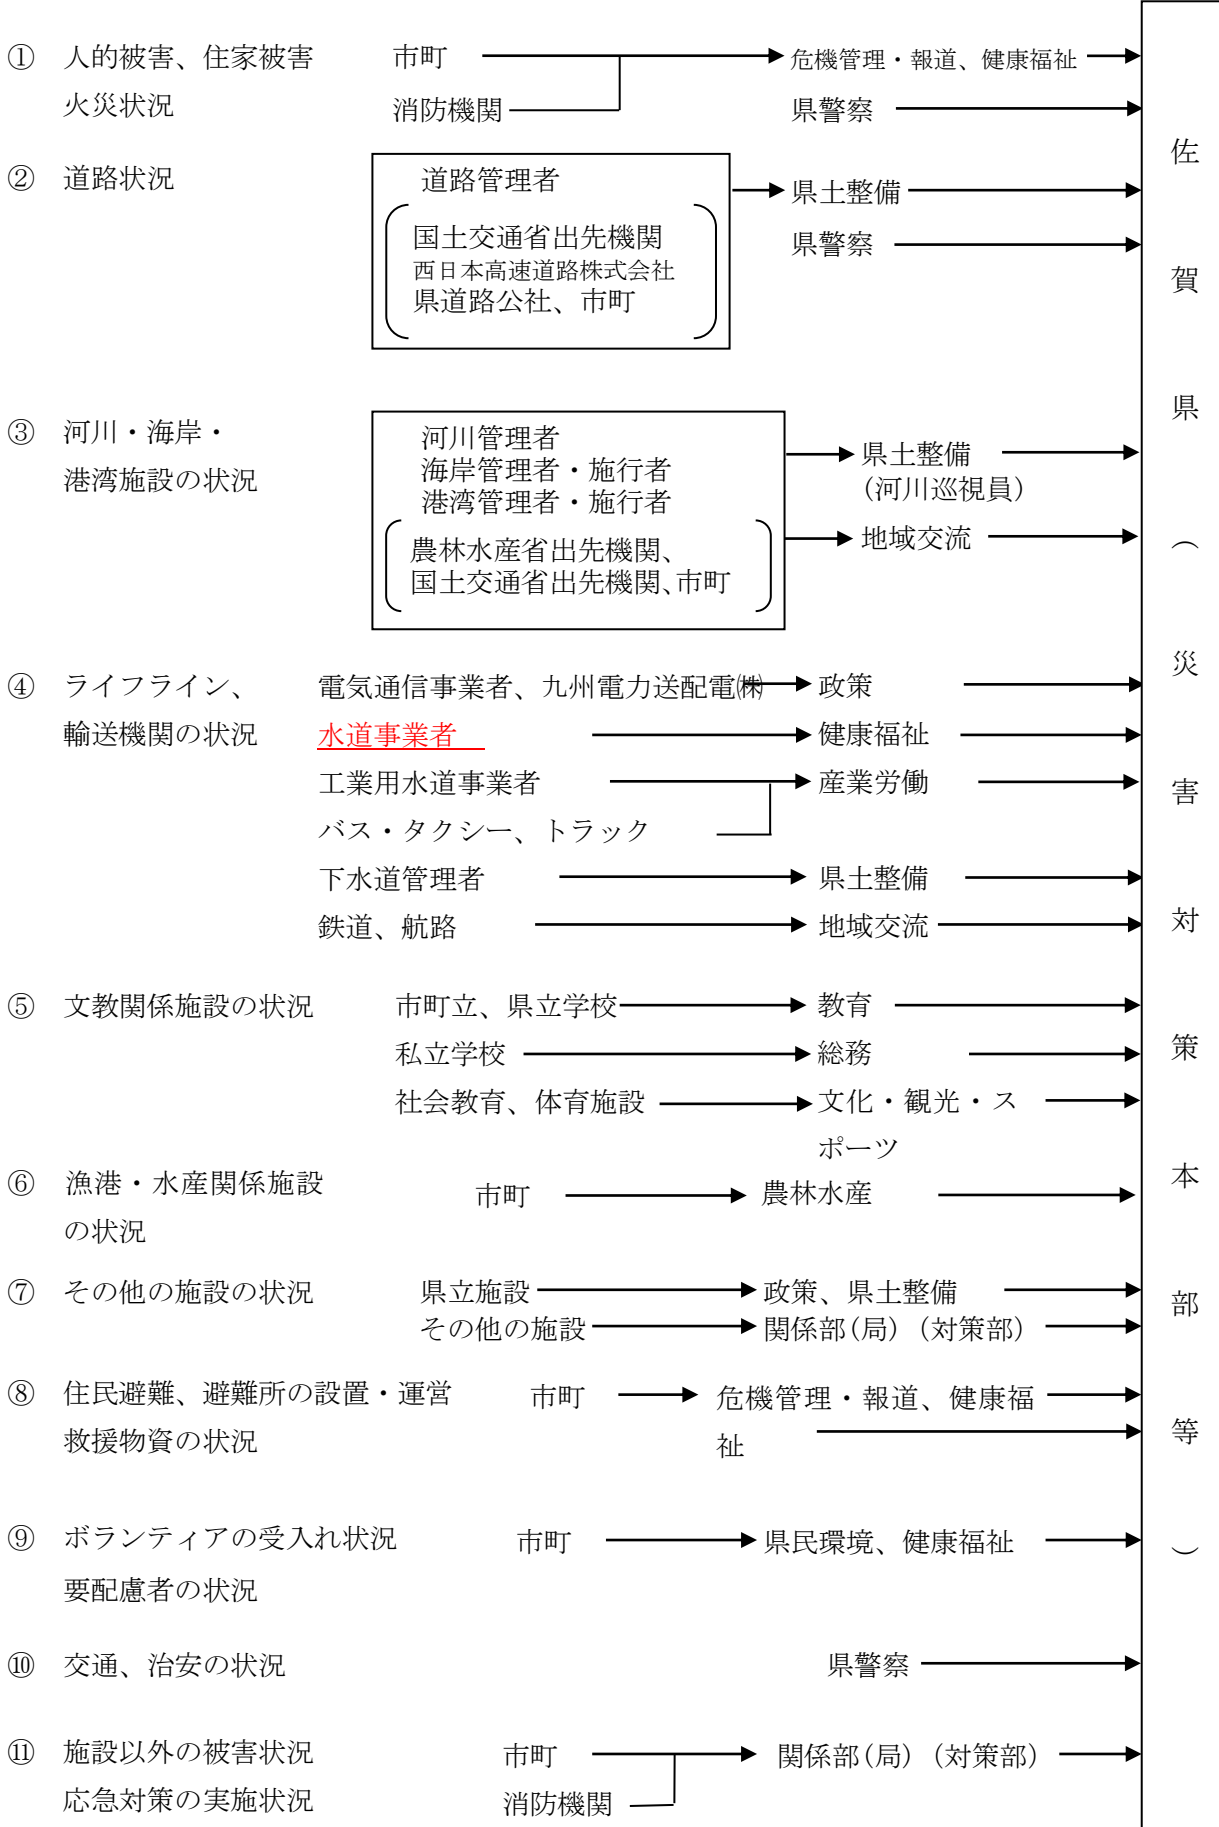 ① 人的被害、住家被害 市町 危機管理・報道、健康福祉
火災状況 消防機関 県警察
② 道路状況 道路管理者 県土整備
国土交通省出先機関 県警察
西日本高速道路株式会社
県道路公社、市町
③ 河川・海岸・ 河川管理者 県土整備
港湾施設の状況 海岸管理者・施行者 (河川巡視員)
港湾管理者・施行者
農林水産省出先機関、 地域交流
国土交通省出先機関、市町
④ ライフライン、 電気通信事業者、九州電力送配電㈱ 政策
輸送機関の状況 水道事業者 健康福祉
工業用水道事業者 産業労働
バス・タクシー、トラック
下水道管理者 県土整備
鉄道、航路 地域交流
⑤ 文教関係施設の状況 市町立、県立学校 教育
私立学校 総務
社会教育、体育施設 文化・観光・ス
ポーツ
⑥ 漁港・水産関係施設 市町 農林水産
の状況
⑦ その他の施設の状況 県立施設 政策、県土整備
その他の施設 関係部(局)(対策部)
⑧ 住民避難、避難所の設置・運営 市町 危機管理・報道、健康福
救援物資の状況 祉
⑨ ボランティアの受入れ状況 市町 県民環境、健康福祉
要配慮者の状況
⑩ 交通、治安の状況 県警察
⑪ 施設以外の被害状況 市町 関係部(局)(対策部)
応急対策の実施状況 消防機関
佐賀県(災害対策本部等)